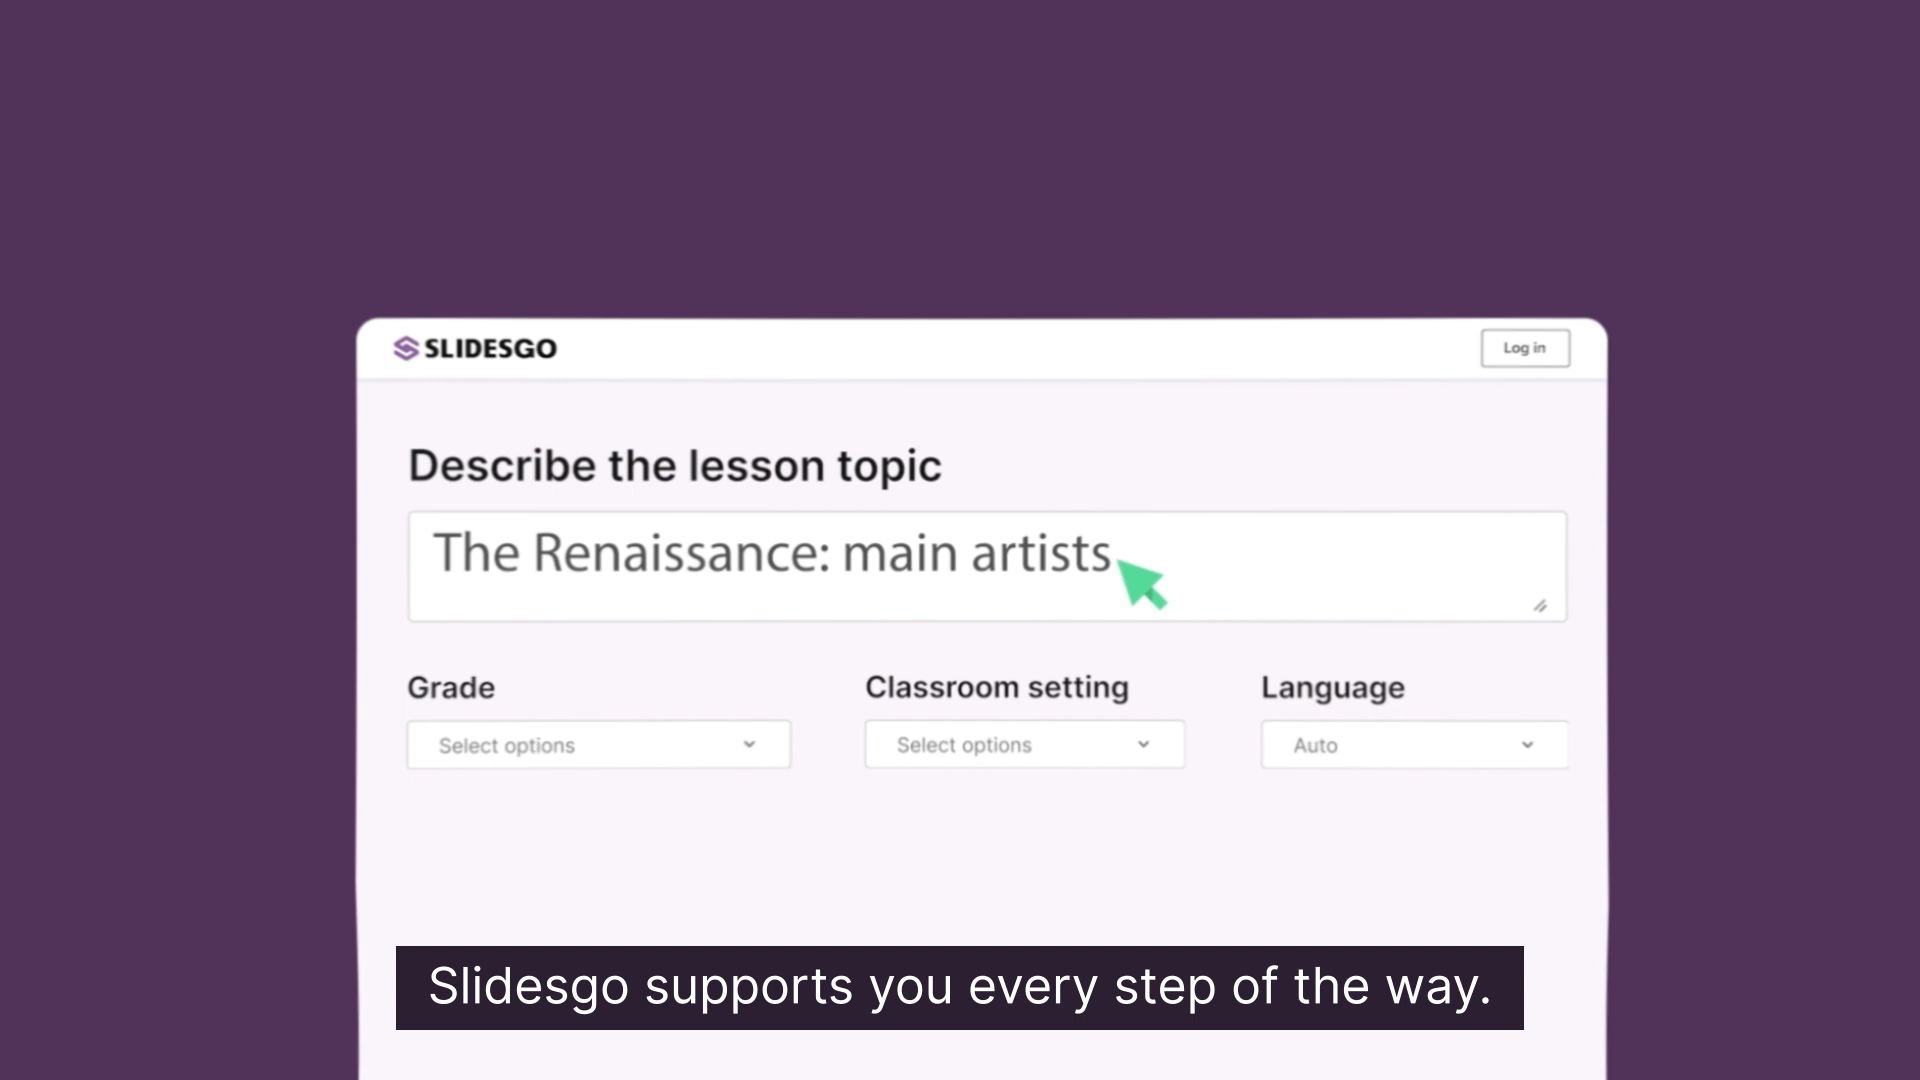 SLIDESGO
Log in
Describe the lesson topic
The Renaissance: main artists
Grade
Classroom setting
Language
Select options
Select options
Auto
Slidesgo supports you every step of the way.